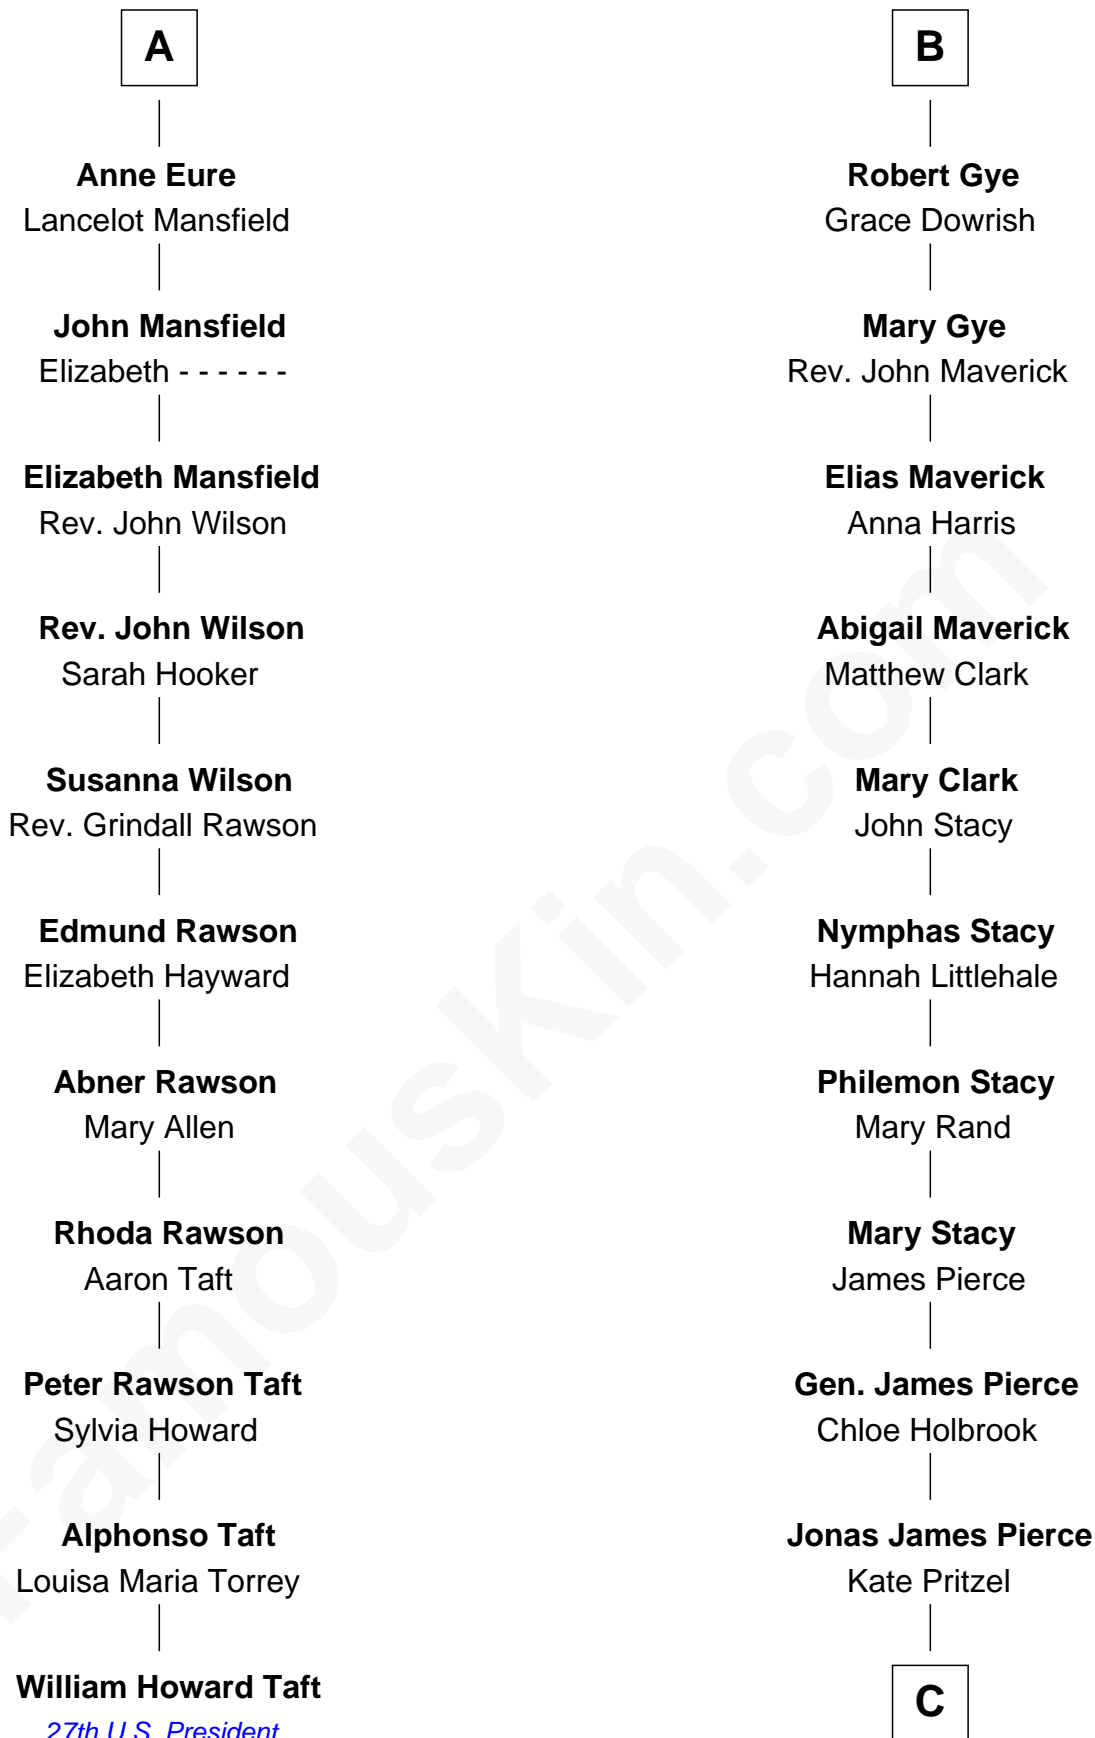 A
Anne Eure
Lancelot Mansfield
John Mansfield
Elizabeth - - - - - -
Elizabeth Mansfield
Rev. John Wilson
Rev. John Wilson
Sarah Hooker
Susanna Wilson
Rev. Grindall Rawson
Edmund Rawson
Elizabeth Hayward
Abner Rawson
Mary Allen
Rhoda Rawson
Aaron Taft
Peter Rawson Taft
Sylvia Howard
Alphonso Taft
Louisa Maria Torrey
William Howard Taft
27th U.S. President
B
Robert Gye
Grace Dowrish
Mary Gye
Rev. John Maverick
Elias Maverick
Anna Harris
Abigail Maverick
Matthew Clark
Mary Clark
John Stacy
Nymphas Stacy
Hannah Littlehale
Philemon Stacy
Mary Rand
Mary Stacy
James Pierce
Gen. James Pierce
Chloe Holbrook
Jonas James Pierce
Kate Pritzel
C
FamousKin.com